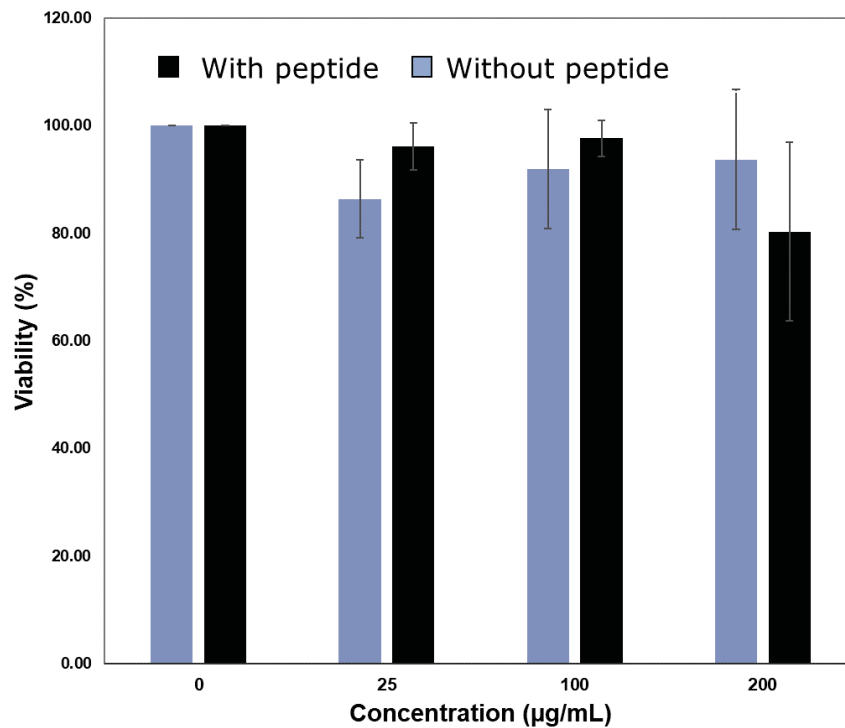 120.00
With peptide Without peptide
100.00
80.00
60.00
40.00
20.00
0.00
Viability (%)
0 25 100 200
Concentration (µg/mL)